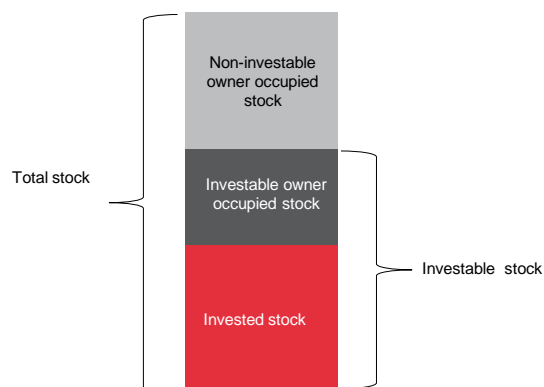 Non-investable
owner occupied
stock
Total stock
Investable owner
occupied stock
Investable stock
Invested stock